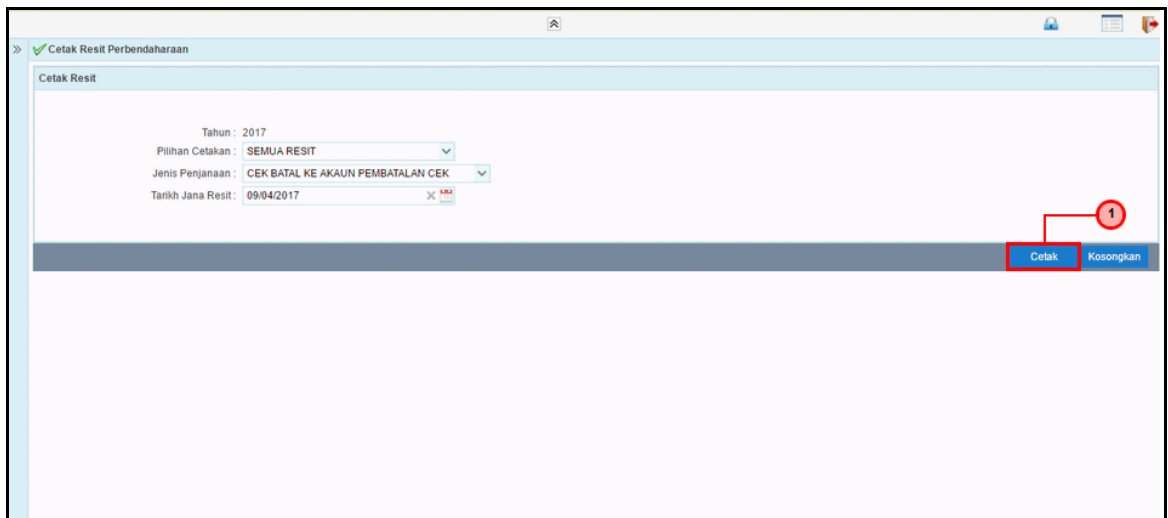 Cetak Resit Perbendaharaan
Cetak Resit
Tahun : 2017
Pilihan Cetakan : SEMUA RESIT
Jenis Penjanaan : CEK BATAL KE AKAUN PEMBATALAN CEK
Tarikh Jana Resit : 09/04/2017
1
Cetak Kosongkan